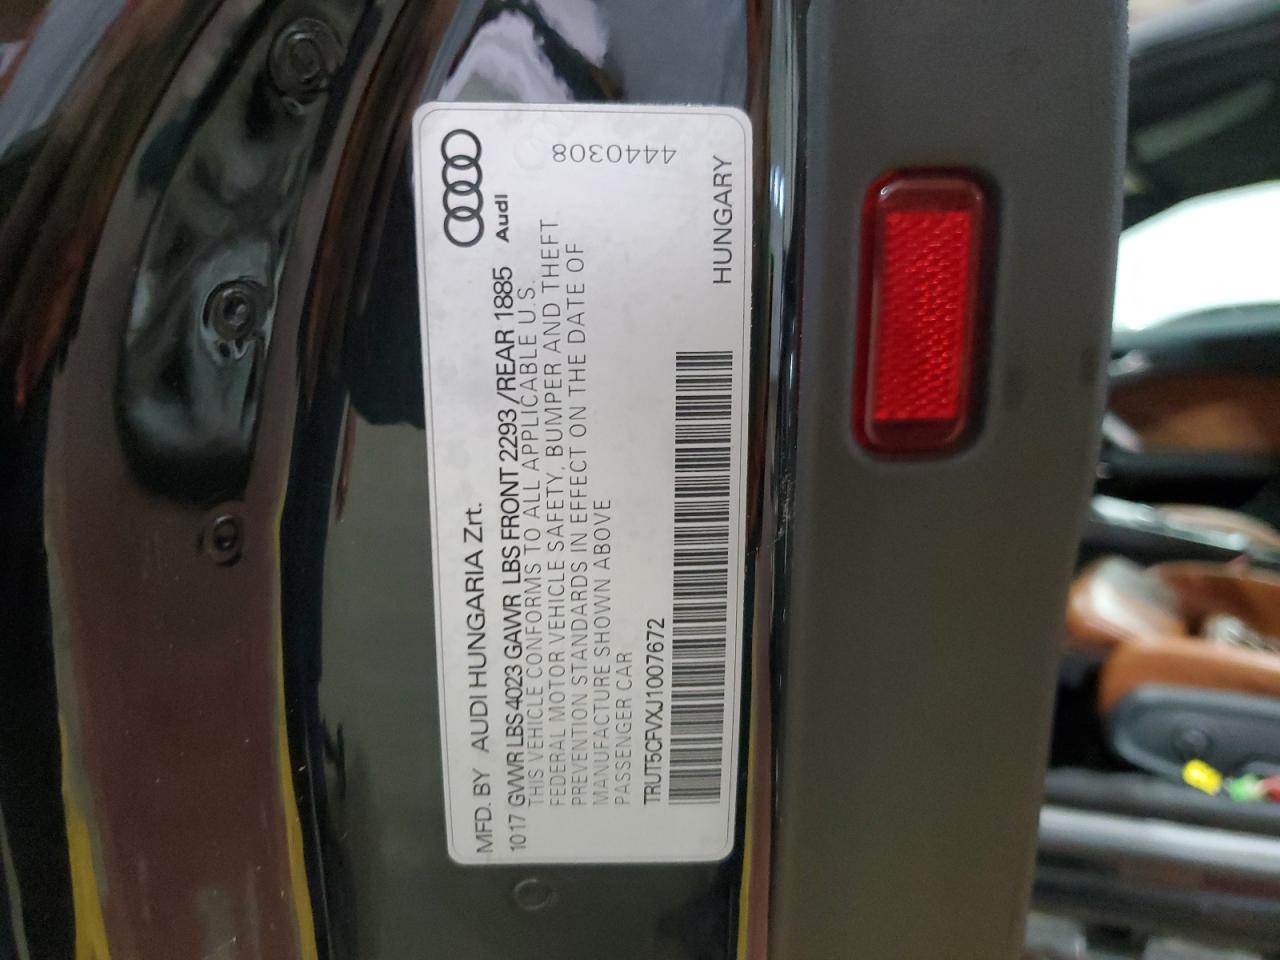 MFD. BY AUDI HUNGARIA Zrt.
1017 GVWR LBS 4023 GAWR LBS FRONT 2293 /REAR 1885
Audi
THIS VEHICLE CONFORMS TO ALL APPLICABLE U.S.
FEDERAL MOTOR VEHICLE SAFETY, BUMPER AND THEFT
PREVENTION STANDARDS IN EFFECT ON THE DATE OF
MANUFACTURE SHOWN ABOVE
PASSENGER CAR
TRUT5CFVXJ1007672
HUNGARY
4440308